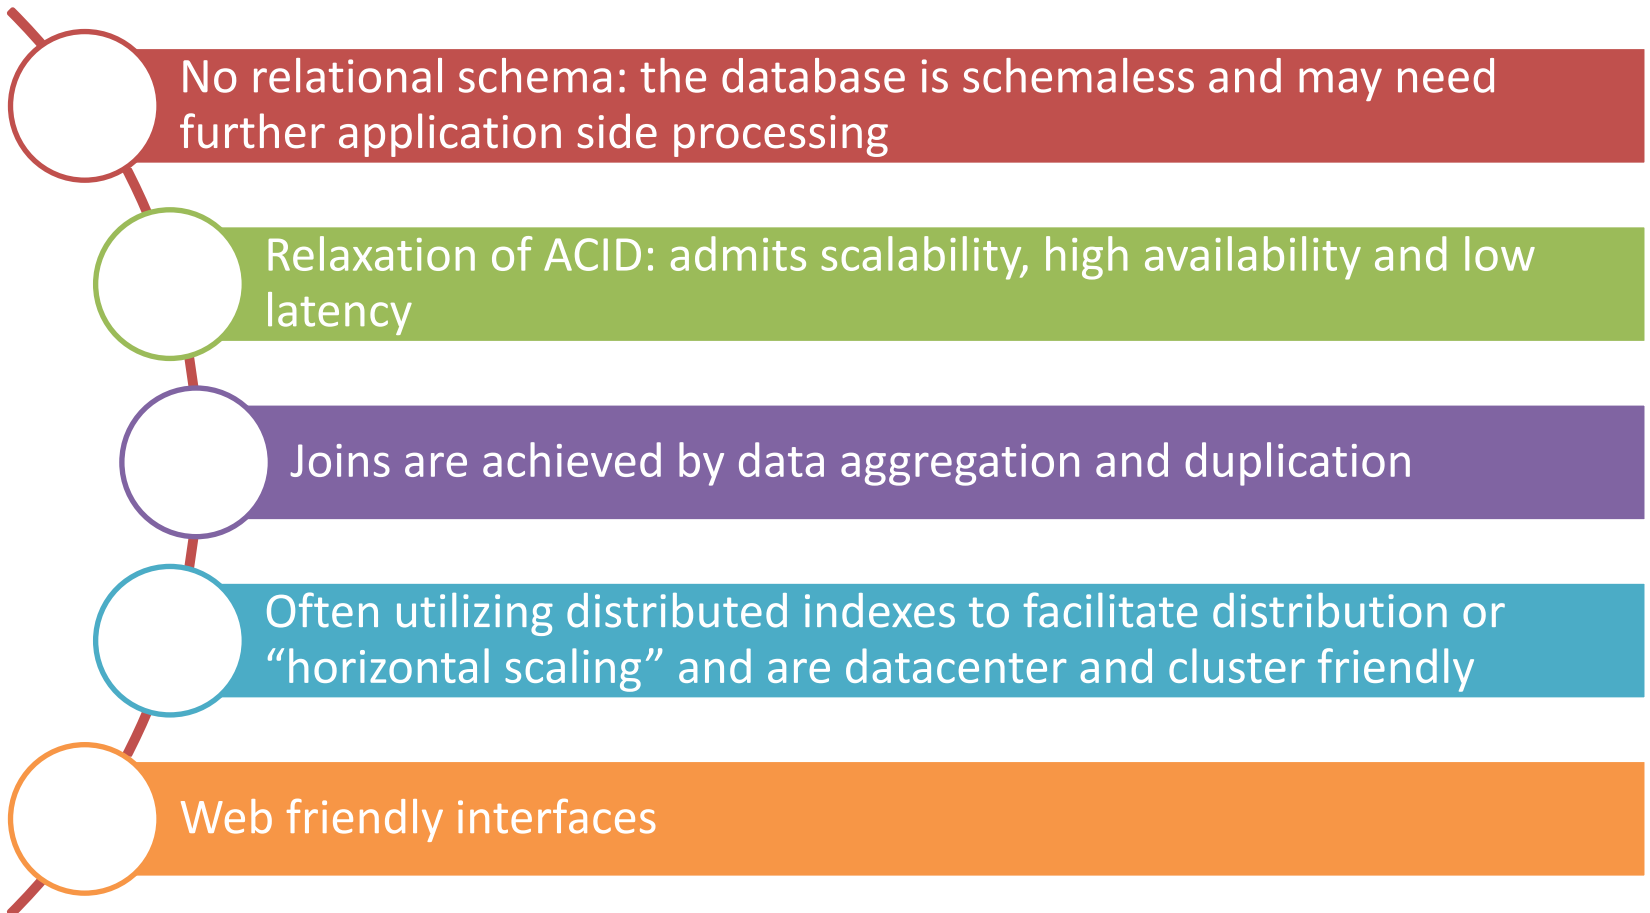 No relational schema: the database is schemaless and may need
further application side processing
Relaxation of ACID: admits scalability, high availability and low
latency
Joins are achieved by data aggregation and duplication
Often utilizing distributed indexes to facilitate distribution or
“horizontal scaling” and are datacenter and cluster friendly
Web friendly interfaces